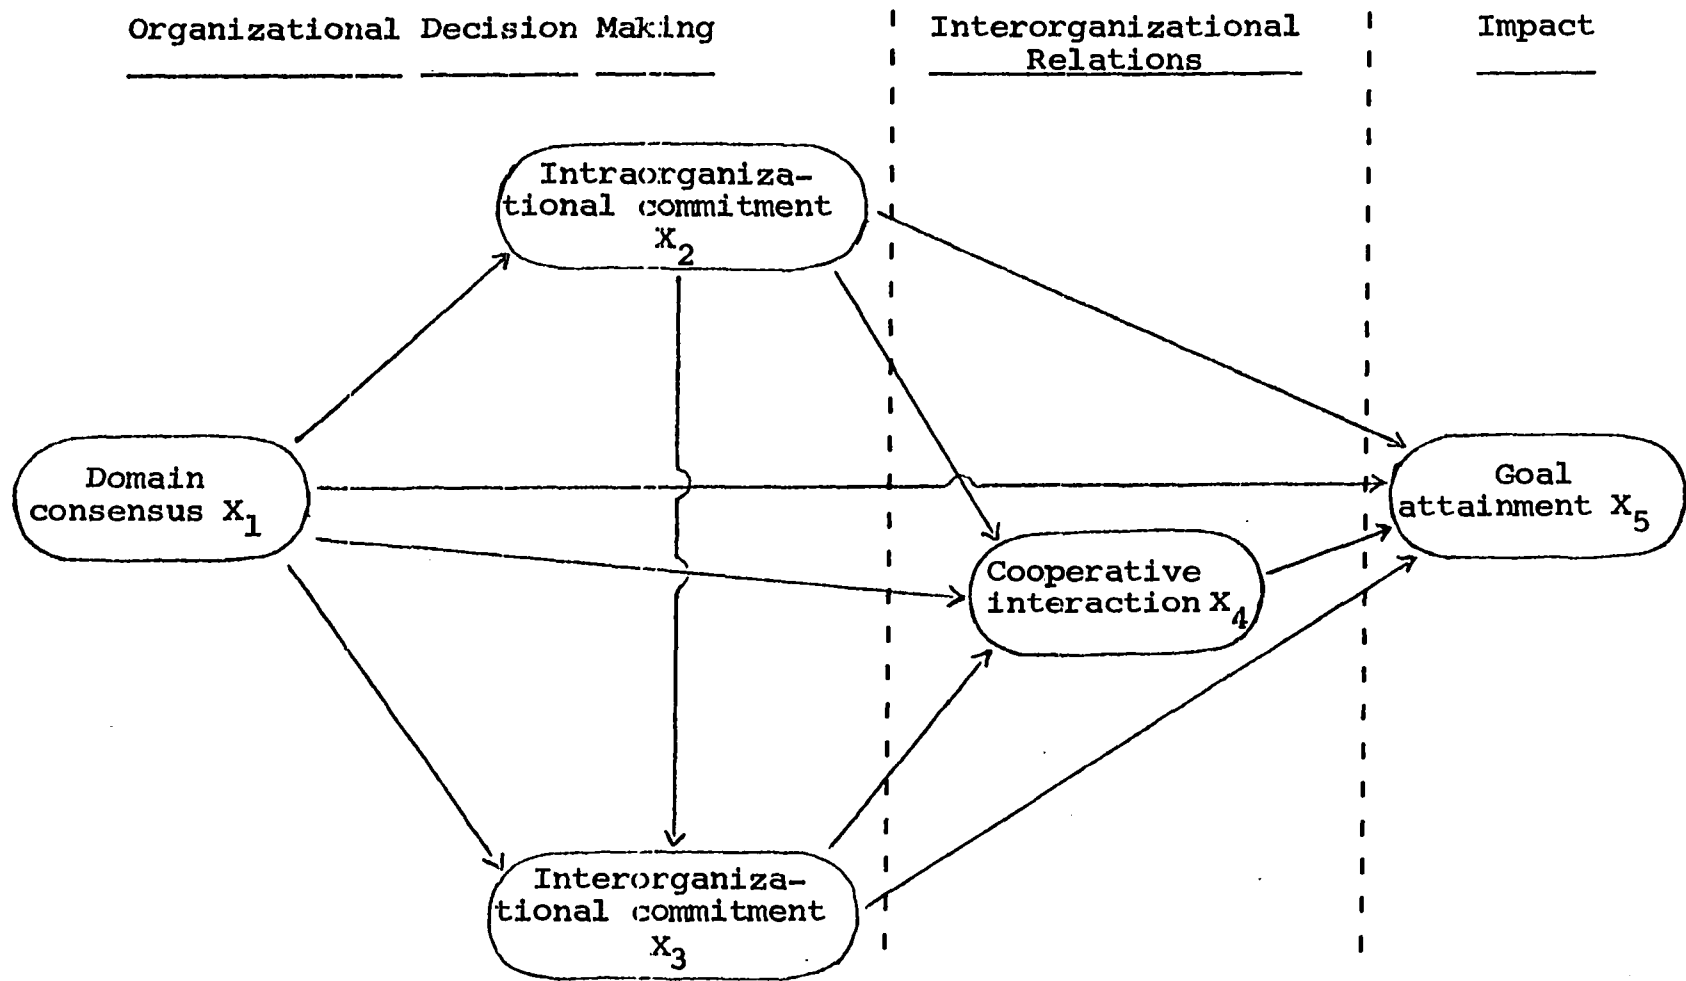 Organizational Decision Making
Interorganizational
Relations
Impact
Intraorganiza-
tional commitment
X2
Domain
consensus X1
Goal
attainment X5
Cooperative
interaction X4
Interorganiza-
tional commitment
X3